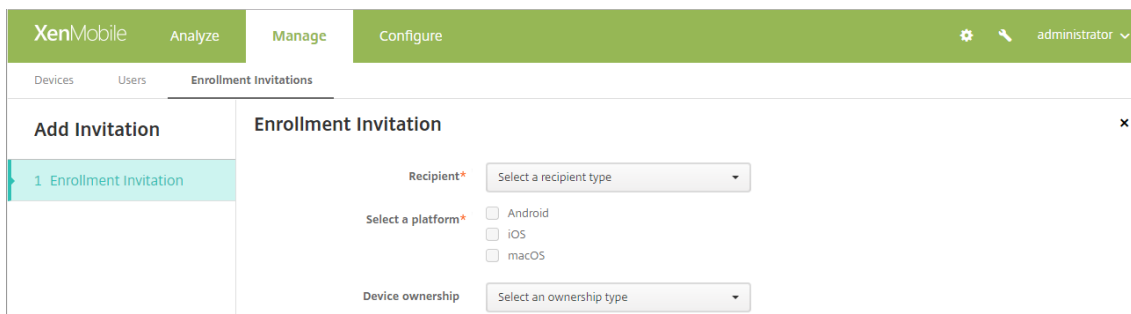 XenMobile Analyze Manage Configure administrator
Devices Users Enrollment Invitations
Add Invitation
1 Enrollment Invitation
Enrollment Invitation
Recipient* Select a recipient type
Select a platform* Android
iOS
macOS
Device ownership Select an ownership type